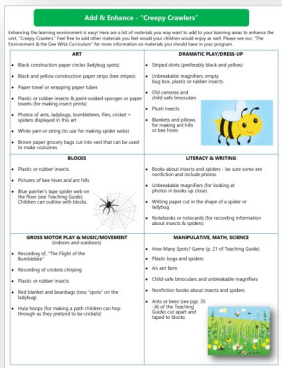 Add & Enhance - "Creepy Crawlers"
Enhancing the learning environment is easy! Here are a list of materials you may want to add to your learning areas to enhance the
unit, "Creepy Crawlers." Feel free to add other materials you feel would your children would enjoy as well. Please see our, "The
Environment & the Gee Whiz Curriculum" for more information on materials you should have in your program.
ART
• Black construction paper circles (ladybug spots)
• Black and yellow construction paper strips (bee stripes)
• Paper towel or wrapping paper tubes
• Plastic or rubber insects & paint-soaked sponges or paper
towels (for making insect prints)
• Photos of ants, ladybugs, bumblebees, flies, cricket +
spiders displayed in this art
• White yarn or string (to use for making spider webs)
• Brown paper grocery bags cut into vest that can be used
to make costumes
DRAMATIC PLAY/BIG STUFF
• Striped shirts (preferably black and yellow)
• Unbreakable magnifiers, empty
bug box, plastic or rubber insects
• Old cameras and
child-safe binoculars
• Plush insects
• Blankets and pillows
for making ant hills
or bee hives
BLOCKS
• Plastic or rubber insects
• Pictures of bee hives and ant hills
• Blue painter's tape spider web on
the floor (see Teaching Guide).
Children can outline with blocks.
LITERACY & WRITING
• Books about insects and spiders - be sure some are
nonfiction and include photos
• Unbreakable magnifiers (for looking at
photos in books up close)
• Writing paper cut in the shape of a spider or
ladybug
• Notebooks or notecards (for recording information
about insects & spiders)
GROSS MOTOR PLAY & MUSIC/MOVEMENT
(indoors and outdoors)
• Recording of, "The Flight of the
Bumblebee"
• Recording of crickets chirping
• Plastic or rubber insects
• Red blanket and beanbags (toss "spots" on the
ladybug)
• Hula hoops (for making a path children can hop
through as they pretend to be crickets)
MANIPULATIVE, MATH, SCIENCE
• How Many Spots? Game (p. 21 of Teaching Guide)
• Plastic bugs and spiders
• An ant farm
• Child-safe binoculars and unbreakable magnifiers
• Nonfiction books about insects and spiders
• Ants or bees (see pgs. 35
-36 of the Teaching
Guide) cut apart and
taped to blocks